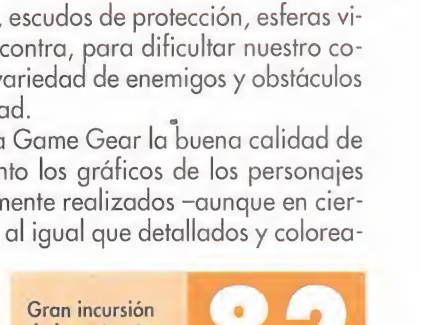 , escudos de protección, esferas vi-
contra, para dificultar nuestro co-
variedad de enemigos y obstáculos
ad.
a Game Gear la buena calidad de
nto los gráficos de los personajes
mente realizados –aunque en cier-
al igual que detallados y colorea-
Gran incursión